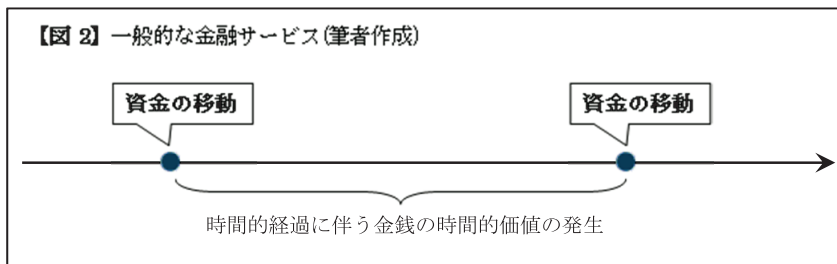 【図 2】一般的な金融サービス(筆者作成)
資金の移動
資金の移動
時間的経過に伴う金銭の時間的価値の発生